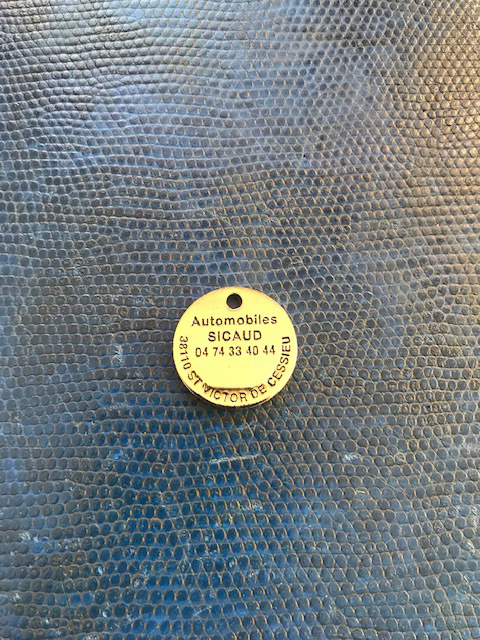 Automobiles
SICAUD
04 74 33 40 44
38110 ST VICTOR DE CESSIEU